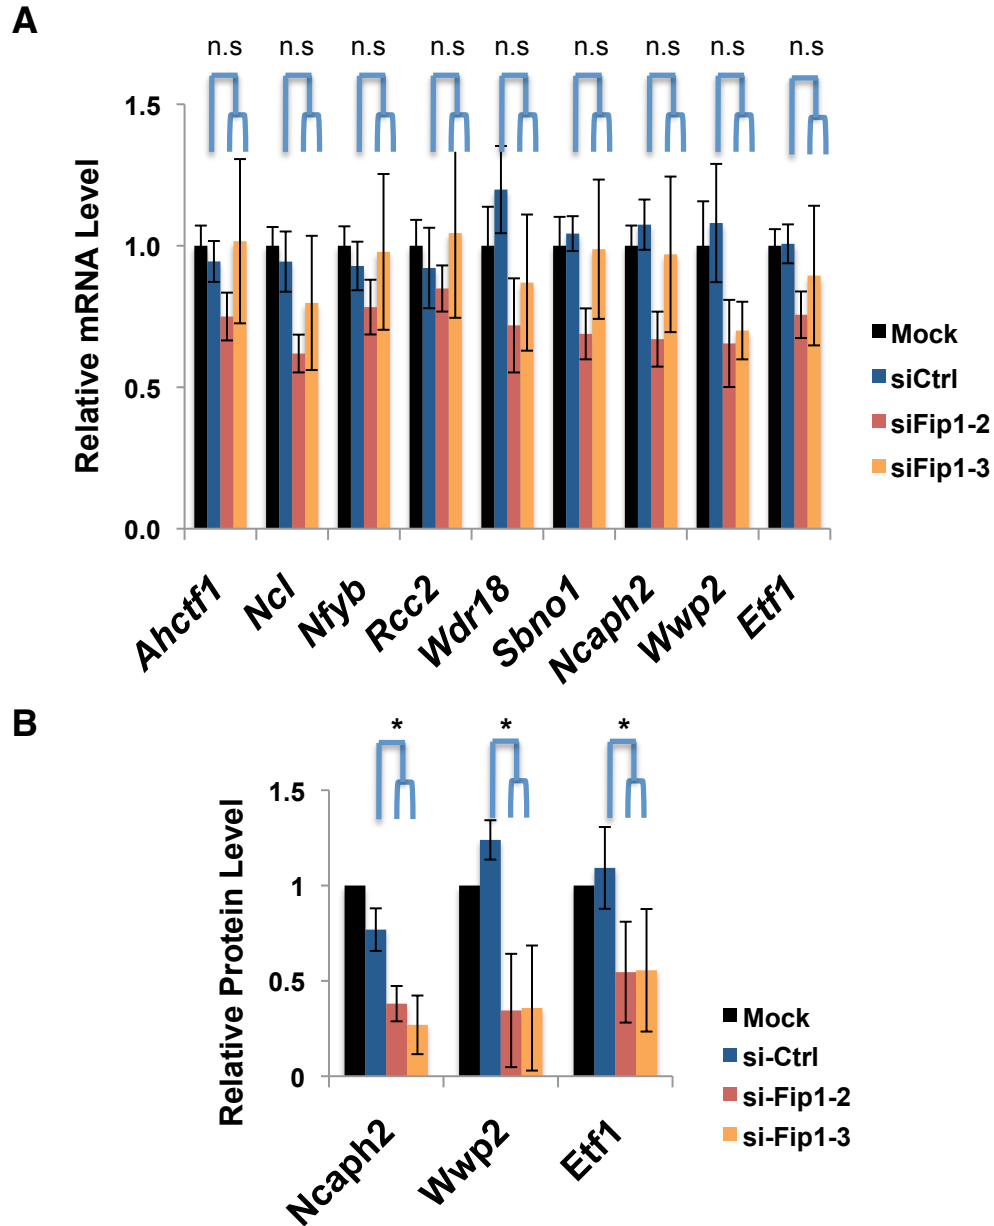 A
n.s n.s n.s n.s n.s n.s n.s n.s n.s
1.5
1.0
0.5
0.0
Relative mRNA Level
Mock
siCtrl
siFip1-2
siFip1-3
Ahctf1 Ncl Nfyb Rcc2 Wdr18 Sbno1 Ncaph2 Wwp2 Etf1
B
* * *
1.5
1
0.5
0
Relative Protein Level
Mock
si-Ctrl
si-Fip1-2
si-Fip1-3
Ncaph2 Wwp2 Etf1